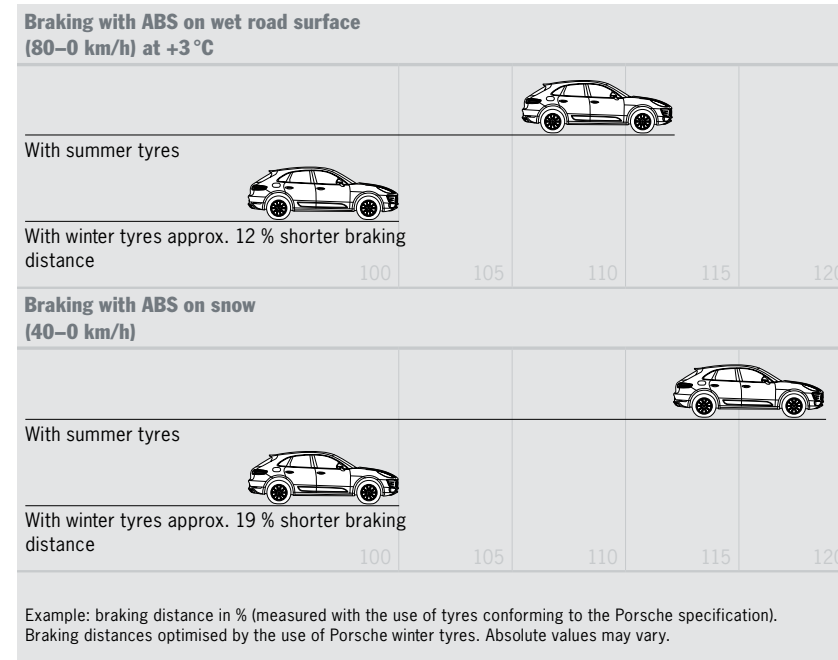 Braking with ABS on wet road surface
(80–0 km/h) at +3 °C
With summer tyres
With winter tyres approx. 12 % shorter braking
distance
100 105 110 115 120
Braking with ABS on snow
(40–0 km/h)
With summer tyres
With winter tyres approx. 19 % shorter braking
distance
100 105 110 115 120
Example: braking distance in % (measured with the use of tyres conforming to the Porsche specification).
Braking distances optimised by the use of Porsche winter tyres. Absolute values may vary.